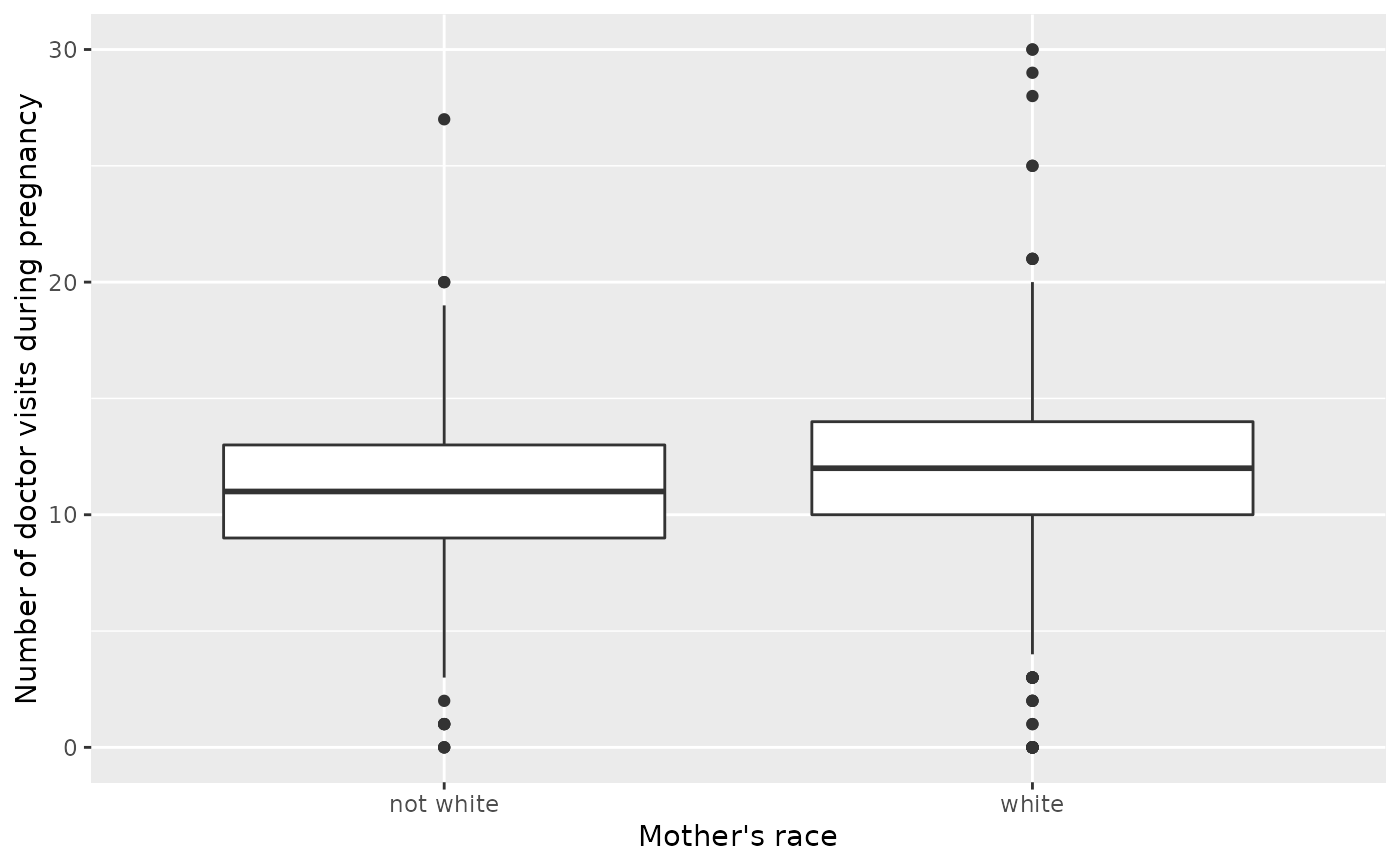 Number of doctor visits during pregnancy
30
20
10
0
not white
white
Mother's race